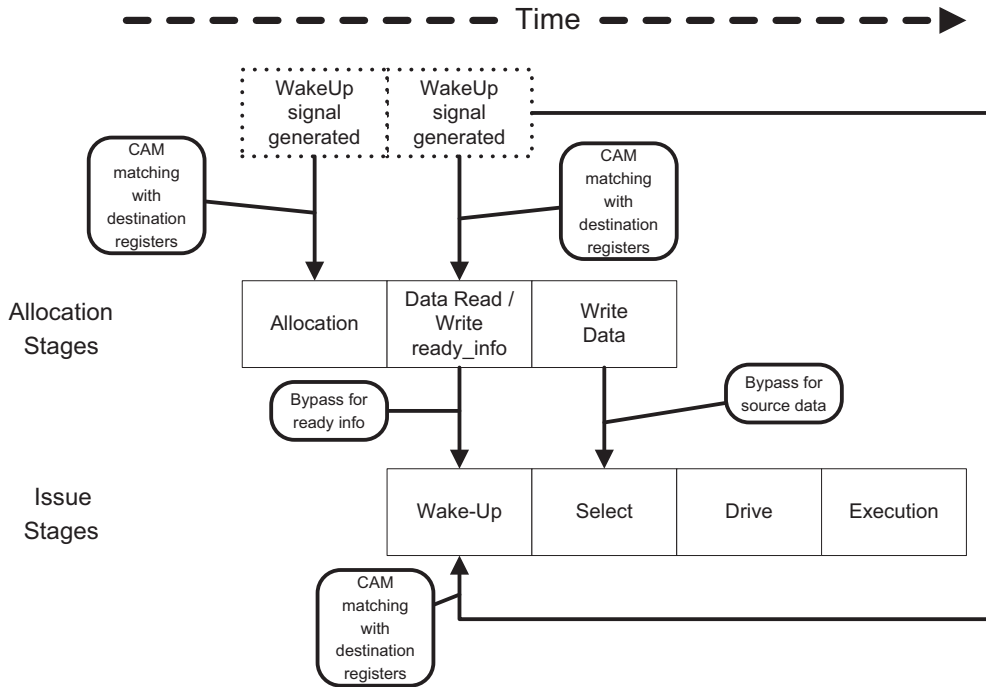 Time
WakeUp
signal
generated
WakeUp
signal
generated
CAM
matching
with
destination
registers
CAM
matching
with
destination
registers
Allocation
Stages
Allocation
Data Read /
Write
ready_info
Write
Data
Bypass for
ready info
Bypass for
source data
Issue
Stages
Wake-Up
Select
Drive
Execution
CAM
matching
with
destination
registers